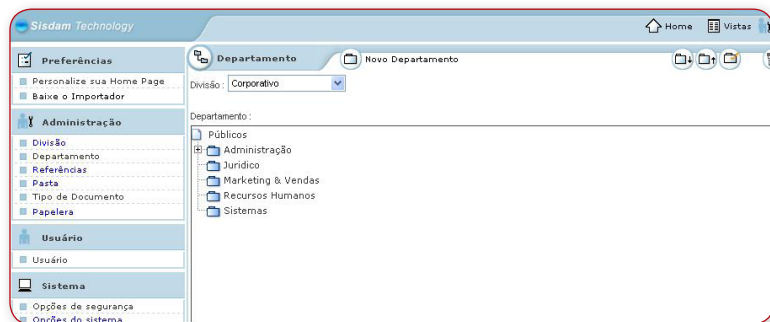 Sisdam Technology
Home
Vistas
Preferências
Personalize sua Home Page
Baixe o Importador
Administração
Divisão
Departamento
Referências
Pasta
Tipo de Documento
Papelera
Usuário
Usuário
Sistema
Opções de segurança
Opções do sistema
Departamento
Novo Departamento
Divisão :
Corporativo
Departamento :
Públicos
Administração
Juridico
Marketing & Vendas
Recursos Humanos
Sistemas